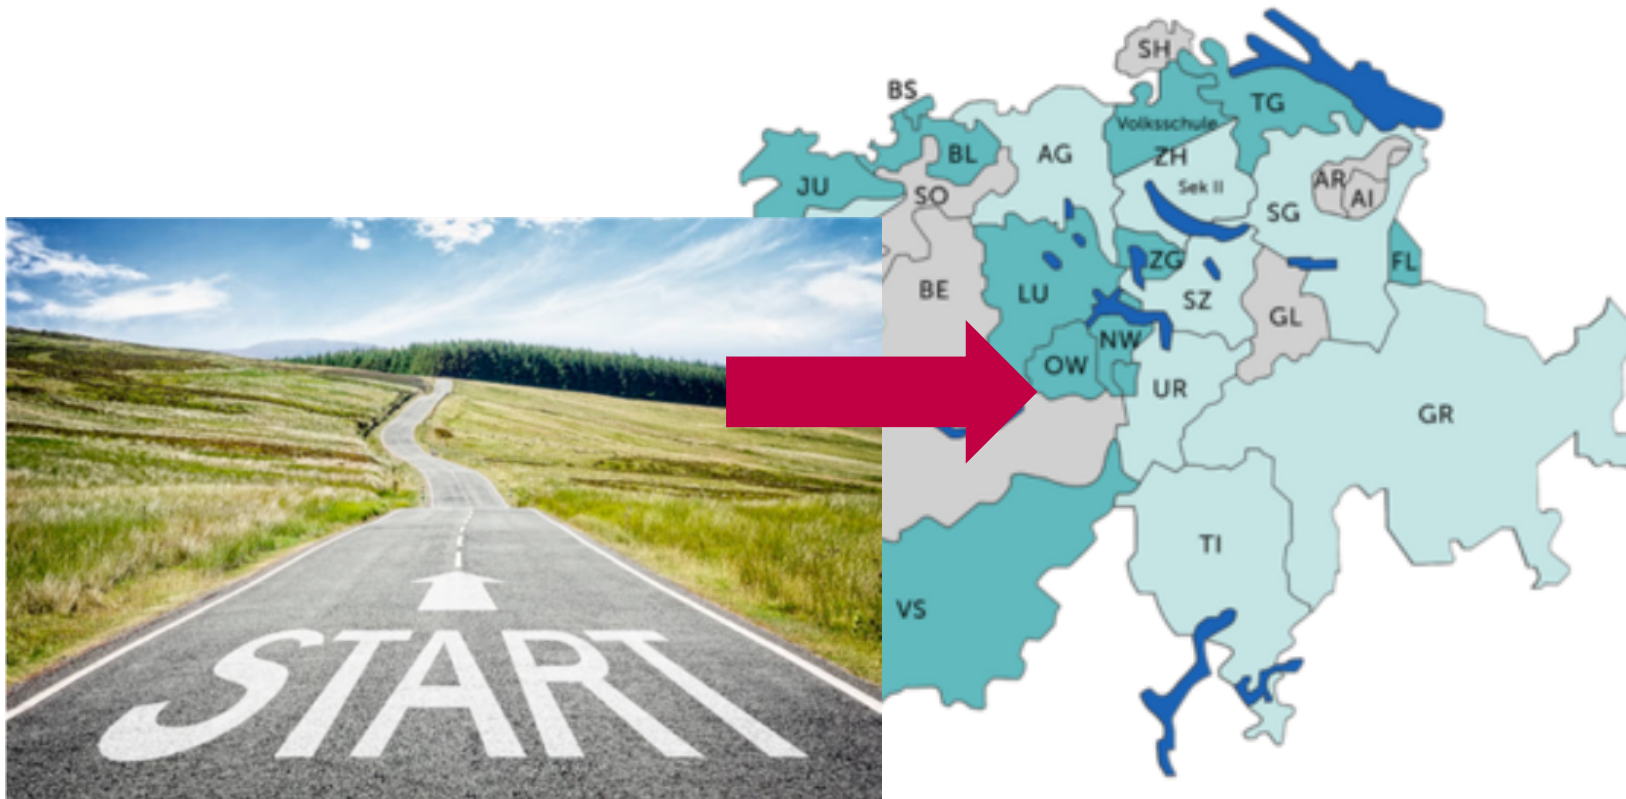 SH
BS
TG
Volksschule
BL
AG
ZH
JU
Sek II
AR
AI
SO
SG
ZG
FL
BE
LU
SZ
GL
NW
OW
UR
GR
TI
VS
START